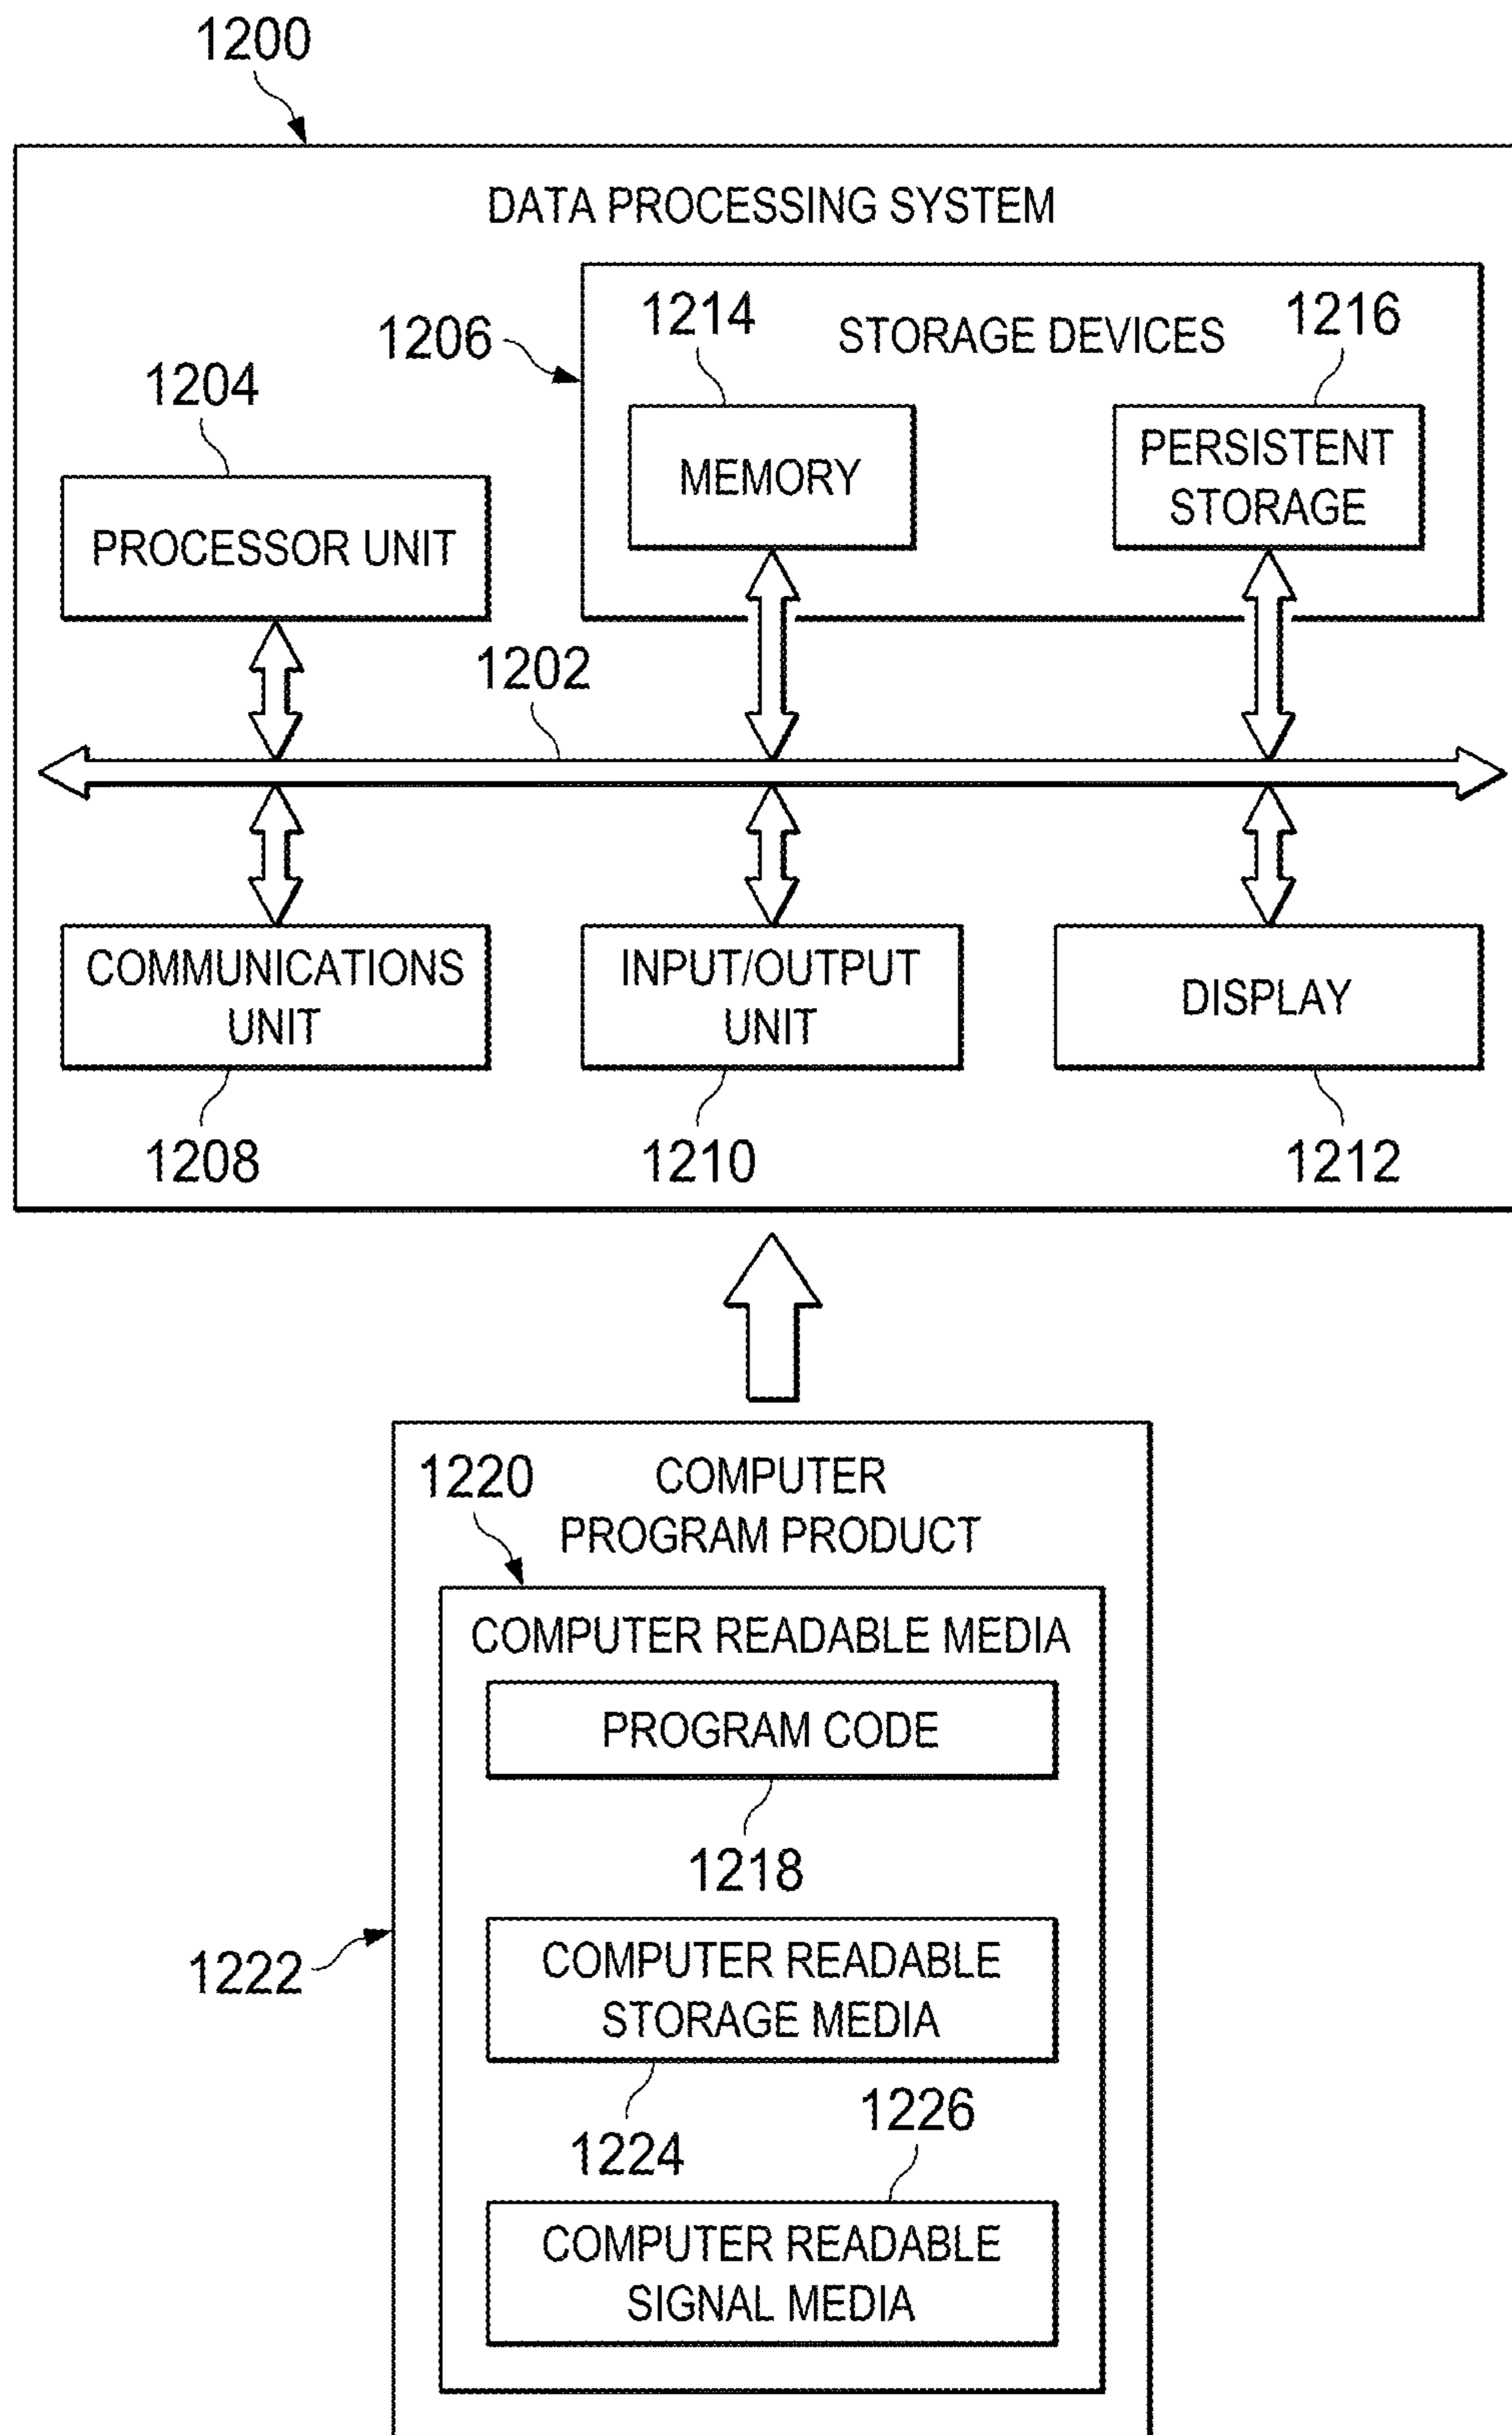 1200
DATA PROCESSING SYSTEM
1206
1214
STORAGE DEVICES
1216
1204
MEMORY
PERSISTENT
STORAGE
PROCESSOR UNIT
1202
COMMUNICATIONS
UNIT
INPUT/OUTPUT
UNIT
DISPLAY
1208
1210
1212
1220
COMPUTER
PROGRAM PRODUCT
COMPUTER READABLE MEDIA
PROGRAM CODE
1218
1222
COMPUTER READABLE
STORAGE MEDIA
1224
1226
COMPUTER READABLE
SIGNAL MEDIA